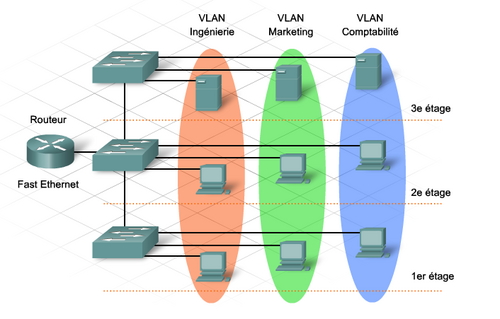 VLAN
Ingénierie
VLAN
Marketing
VLAN
Comptabilité
3e étage
Routeur
Fast Ethernet
2e étage
1er étage